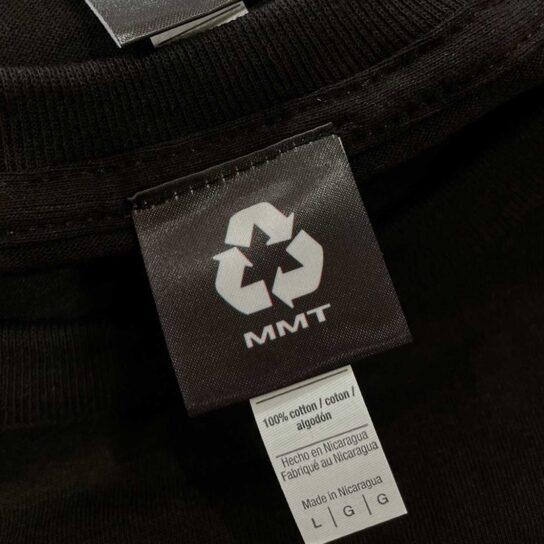 MMT
100% cotton / coton /
algodón
Hecho en Nicaragua
Fabriqué au Nicaragua
Made in Nicaragua
L | G | G